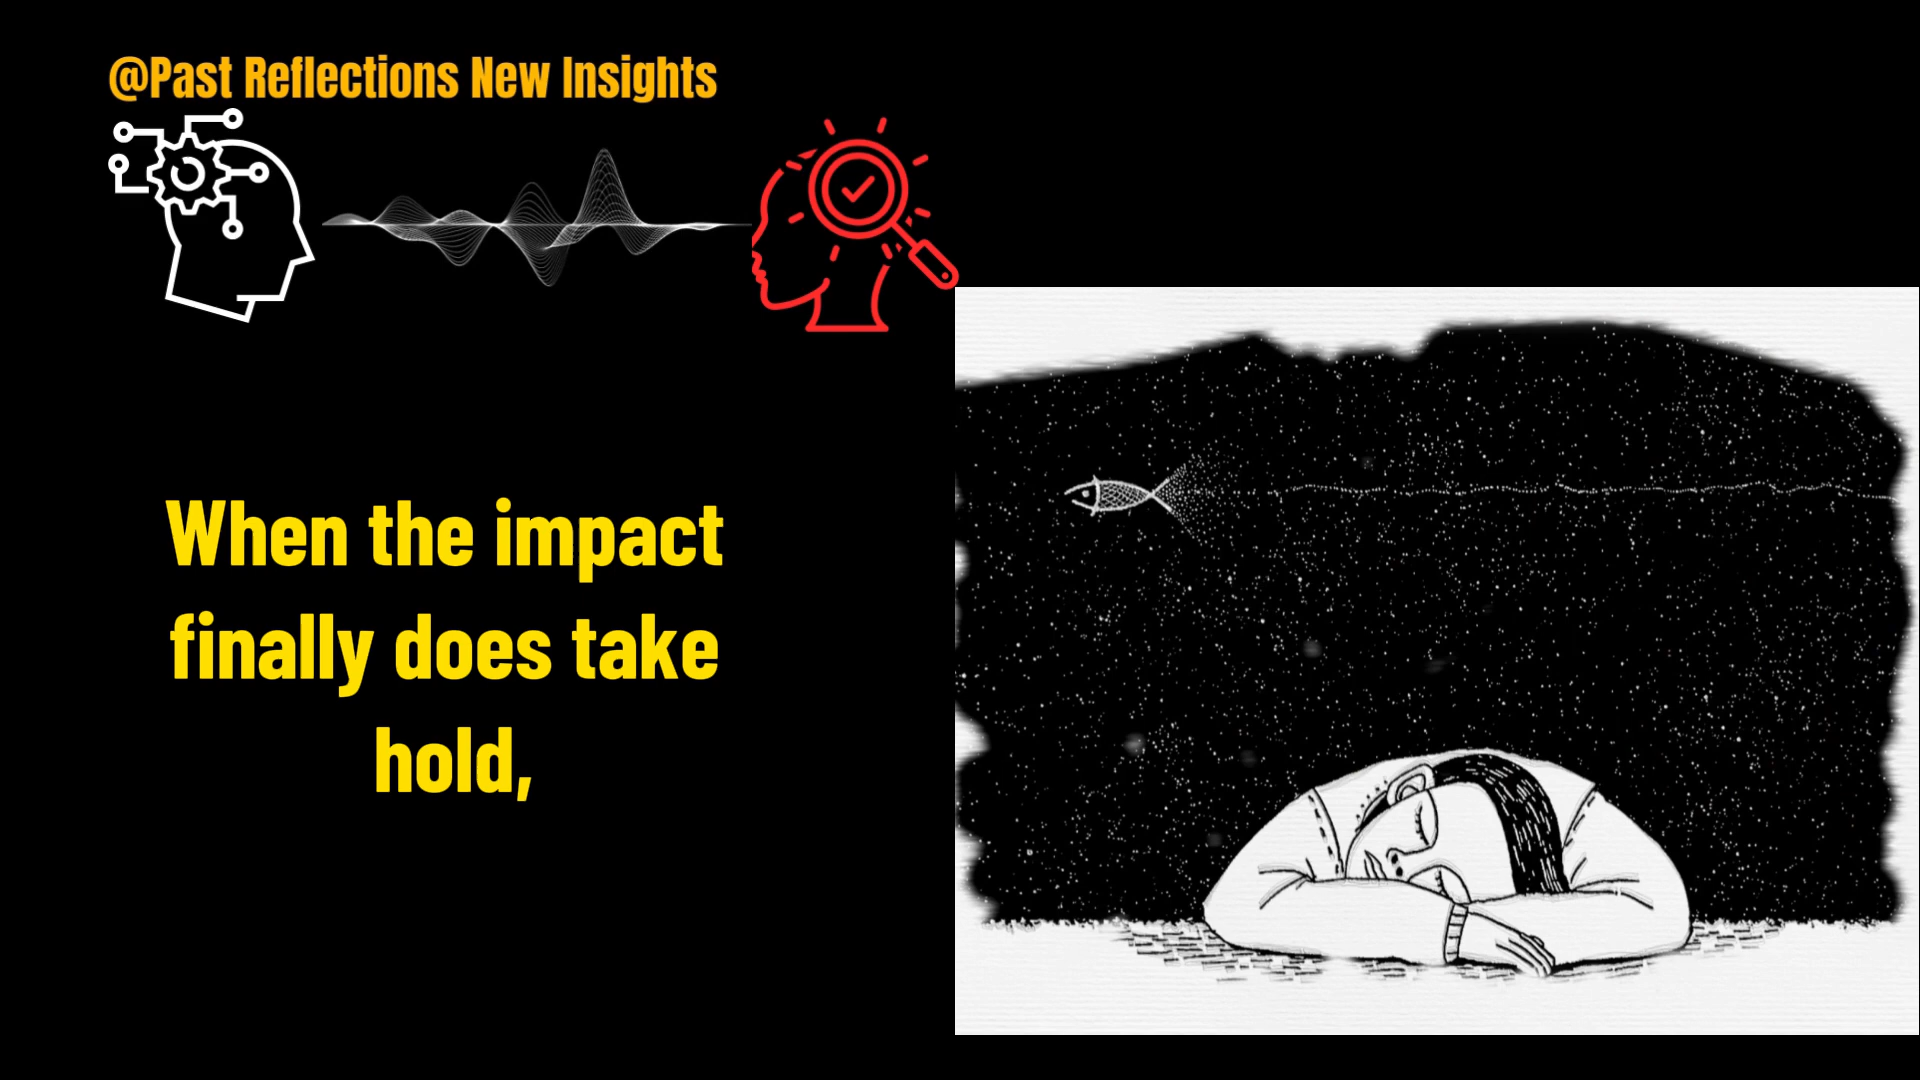 @Past Reflections New Insights
When the impact
finally does take
hold,